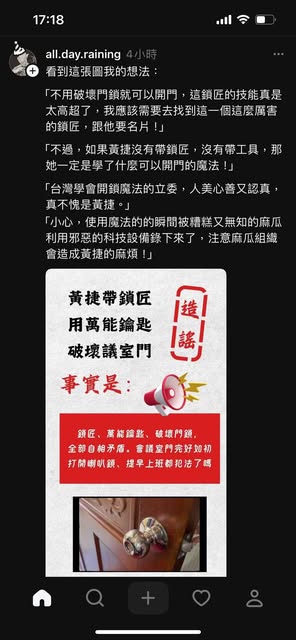 17:18
18
all.day.raining 4小時
看到這張圖我的想法：
「不用破壞門鎖就可以開門，這鎖匠的技能真是
太高超了，我應該需要去找到這一個這麼厲害
的鎖匠，跟他要名片！」
「不過，如果黃捷沒有帶鎖匠，沒有帶工具，那
她一定是學了什麼可以開門的魔法！」
「台灣學會開鎖魔法的立委，人美心善又認真，
真不愧是黃捷。」
「小心，使用魔法的的瞬間被糟糕又無知的麻瓜
利用邪惡的科技設備錄下來了，注意麻瓜組織
會造成黃捷的麻煩！」
黃捷帶鎖匠
用萬能鑰匙
破壞議室門
造謠
事實是：
鎖匠、萬能鑰匙、破壞門鎖，
全部自相矛盾。會議室門完好如初
打開喇叭鎖、提早上班都犯法了嗎